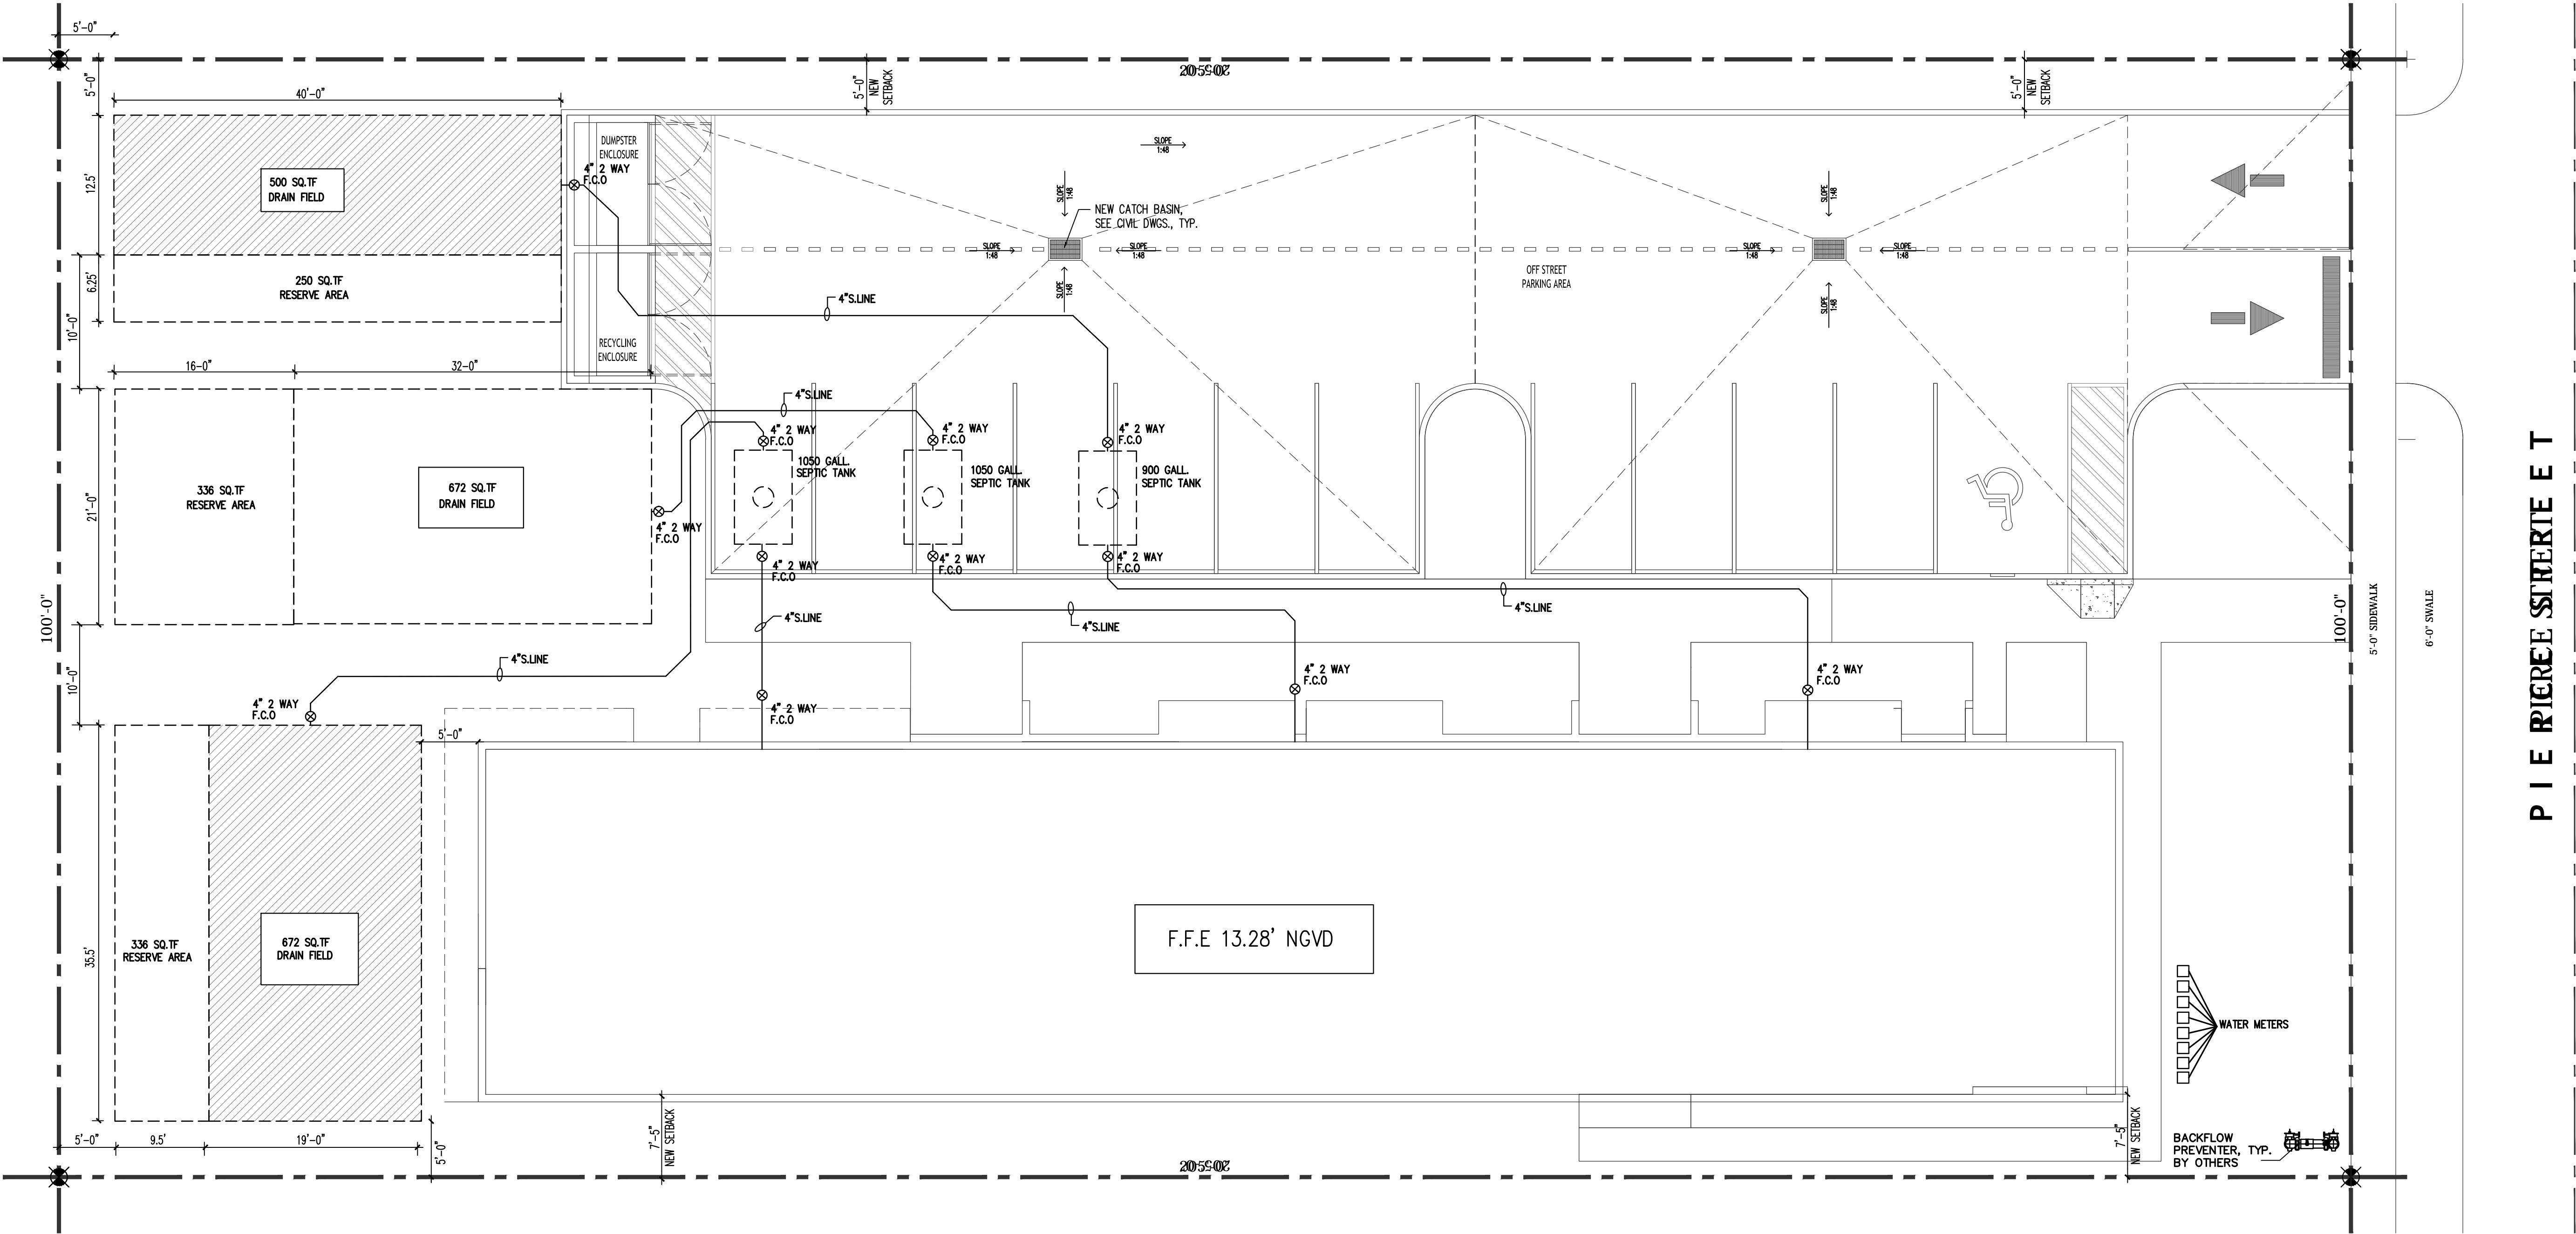 5'-0"
5'-0"
40'-0"
12.5'
500 SQ.TF
DRAIN FIELD
6.25'
250 SQ.TF
RESERVE AREA
10'-0"
DUMPSTER
ENCLOSURE
4" 2 WAY
F.C.O
RECYCLING
ENCLOSURE
5'-0"
NEW
SETBACK
SLOPE
1:48
SLOPE
1:48
NEW CATCH BASIN,
SEE CIVIL DWGS., TYP.
SLOPE
1:48
SLOPE
1:48
SLOPE
1:48
4"S.LINE
OFF STREET
PARKING AREA
5'-0"
NEW
SETBACK
SLOPE
1:48
SLOPE
1:48
SLOPE
1:48
SLOPE
1:48
16-0"
32-0"
21'-0"
336 SQ.TF
RESERVE AREA
672 SQ.TF
DRAIN FIELD
4" 2 WAY
F.C.O
4"S.LINE
4" 2 WAY
F.C.O
1050 GALL.
SEPTIC TANK
4" 2 WAY
F.C.O
4" 2 WAY
F.C.O
1050 GALL.
SEPTIC TANK
4" 2 WAY
F.C.O
4" 2 WAY
F.C.O
900 GALL.
SEPTIC TANK
4" 2 WAY
F.C.O
4"S.LINE
4"S.LINE
4"S.LINE
100'-0"
10'-0"
4"S.LINE
4" 2 WAY
F.C.O
4" 2 WAY
F.C.O
4" 2 WAY
F.C.O
4" 2 WAY
F.C.O
100'-0"
5'-0" SIDEWALK
6'-0" SWALE
5'-0"
35.5'
336 SQ.TF
RESERVE AREA
672 SQ.TF
DRAIN FIELD
F.F.E 13.28' NGVD
WATER METERS
5'-0"
9.5'
19'-0"
5'-0"
7'-5"
NEW SETBACK
7'-5"
NEW SETBACK
BACKFLOW
PREVENTER, TYP.
BY OTHERS